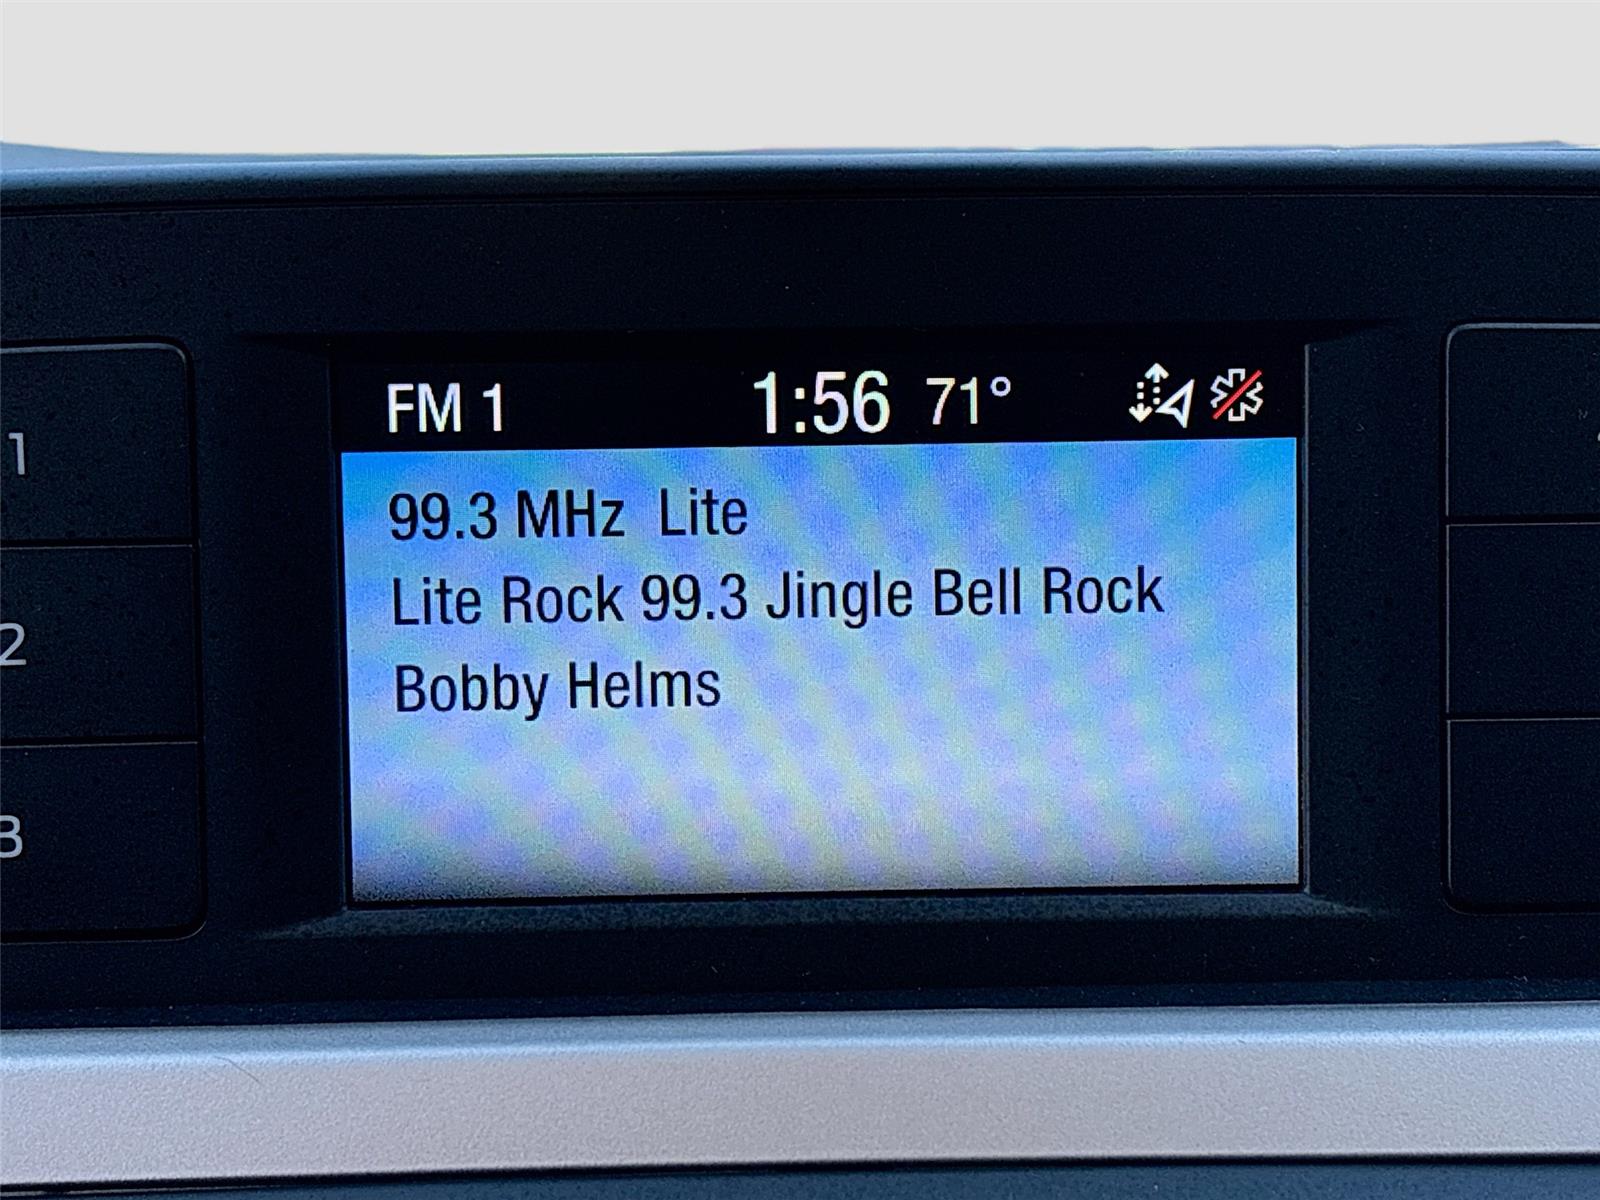 FM 1 1:56 71°
99.3 MHz Lite
Lite Rock 99.3 Jingle Bell Rock
Bobby Helms
1
2
3